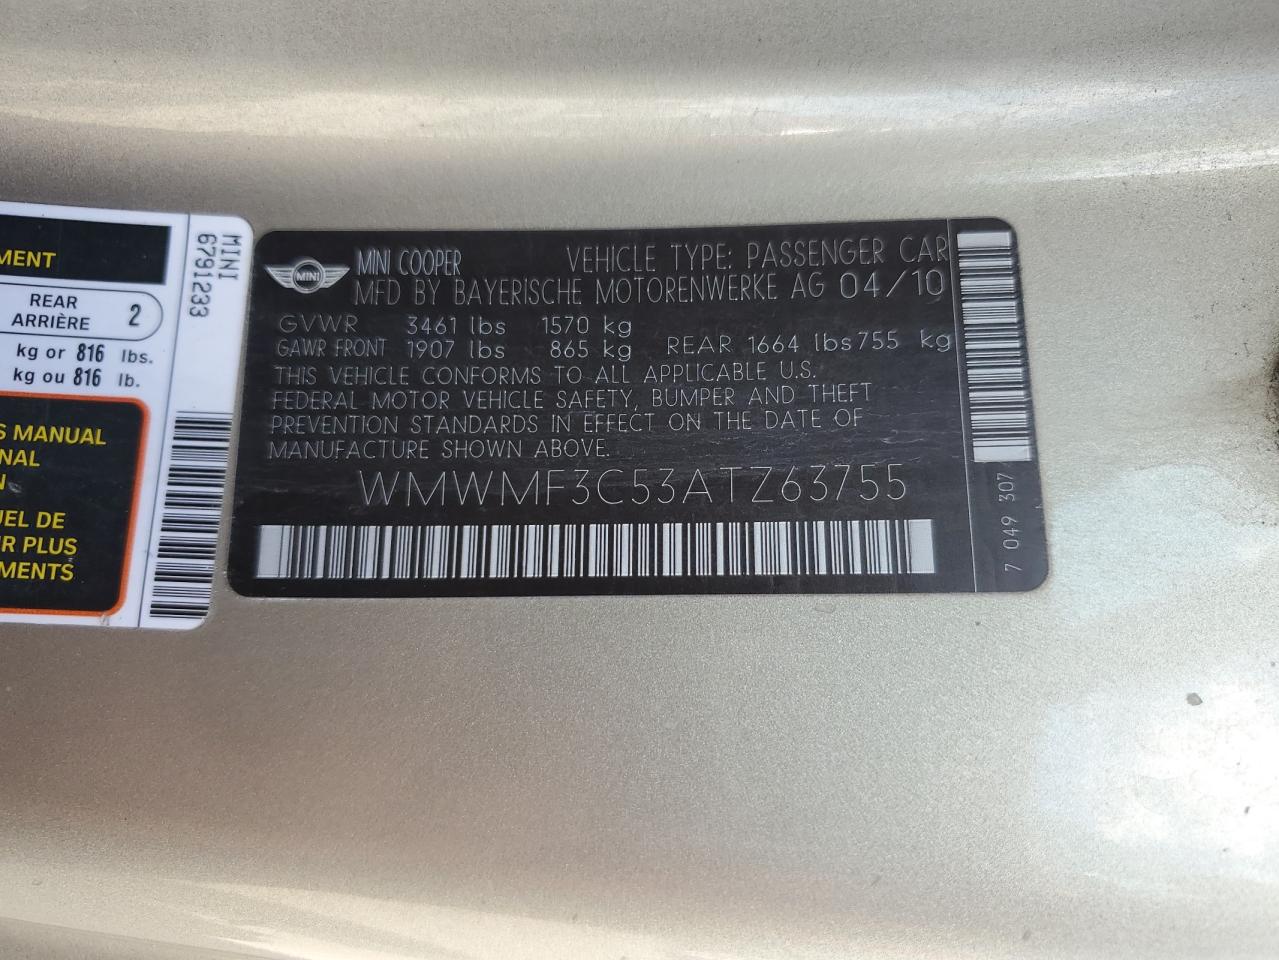 MENT
REAR
ARRIÈRE 2
kg or 816 lbs.
kg ou 816 lb.
S MANUAL
NAL
N
UEL DE
R PLUS
MENTS
MINI
6791233
MINI
MINI COOPER VEHICLE TYPE: PASSENGER CAR
MFD BY BAYERISCHE MOTORENWERKE AG 04/10
GVWR 3461 lbs 1570 kg
GAWR FRONT 1907 lbs 865 kg REAR 1664 lbs 755 kg
THIS VEHICLE CONFORMS TO ALL APPLICABLE U.S.
FEDERAL MOTOR VEHICLE SAFETY, BUMPER AND THEFT
PREVENTION STANDARDS IN EFFECT ON THE DATE OF
MANUFACTURE SHOWN ABOVE.
WMWMF3C53ATZ63755
7 049 307